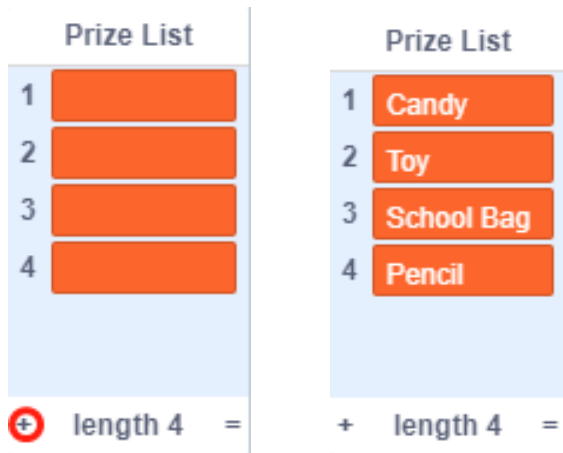 Prize List
1
2
3
4
+ length 4 =
Prize List
1 Candy
2 Toy
3 School Bag
4 Pencil
+ length 4 =